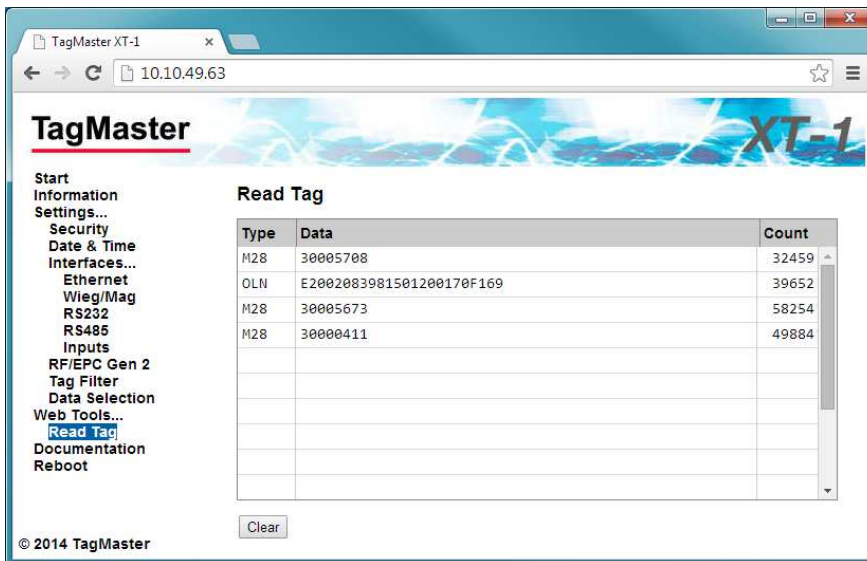 TagMaster XT-1
10.10.49.63
TagMaster
XT-1
Start
Information
Settings...
Security
Date & Time
Interfaces...
Ethernet
Wieg/Mag
RS232
RS485
Inputs
RF/EPC Gen 2
Tag Filter
Data Selection
Web Tools...
Read Tag
Documentation
Reboot
© 2014 TagMaster
Read Tag
Type Data Count
M28 30005708 32459
OLN E2002083981501200170F169 39652
M28 30005673 58254
M28 30000411 49884
Clear